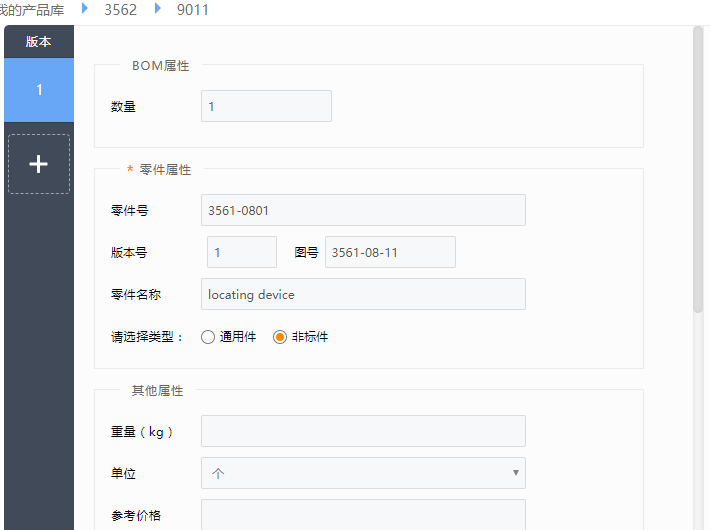 我的产品库 3562 9011
版本
1
BOM属性
数量 1
* 零件属性
零件号 3561-0801
版本号 1 图号 3561-08-11
零件名称 locating device
请选择类型： 通用件 非标件
其他属性
重量（kg）
单位 个
参考价格